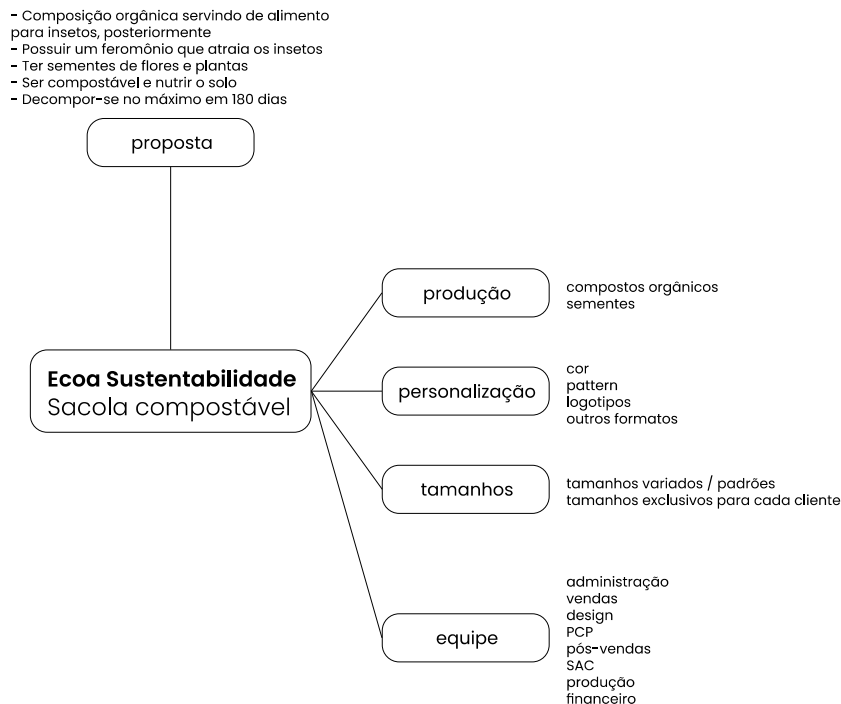 - Composição orgânica servindo de alimento
para insetos, posteriormente
- Possuir um feromônio que atraia os insetos
- Ter sementes de flores e plantas
- Ser compostável e nutrir o solo
- Decompor-se no máximo em 180 dias
proposta
Ecoa Sustentabilidade
Sacola compostável
produção
compostos orgânicos
sementes
personalização
cor
pattern
logotipos
outros formatos
tamanhos
tamanhos variados / padrões
tamanhos exclusivos para cada cliente
equipe
administração
vendas
design
PCP
pós-vendas
SAC
produção
financeiro